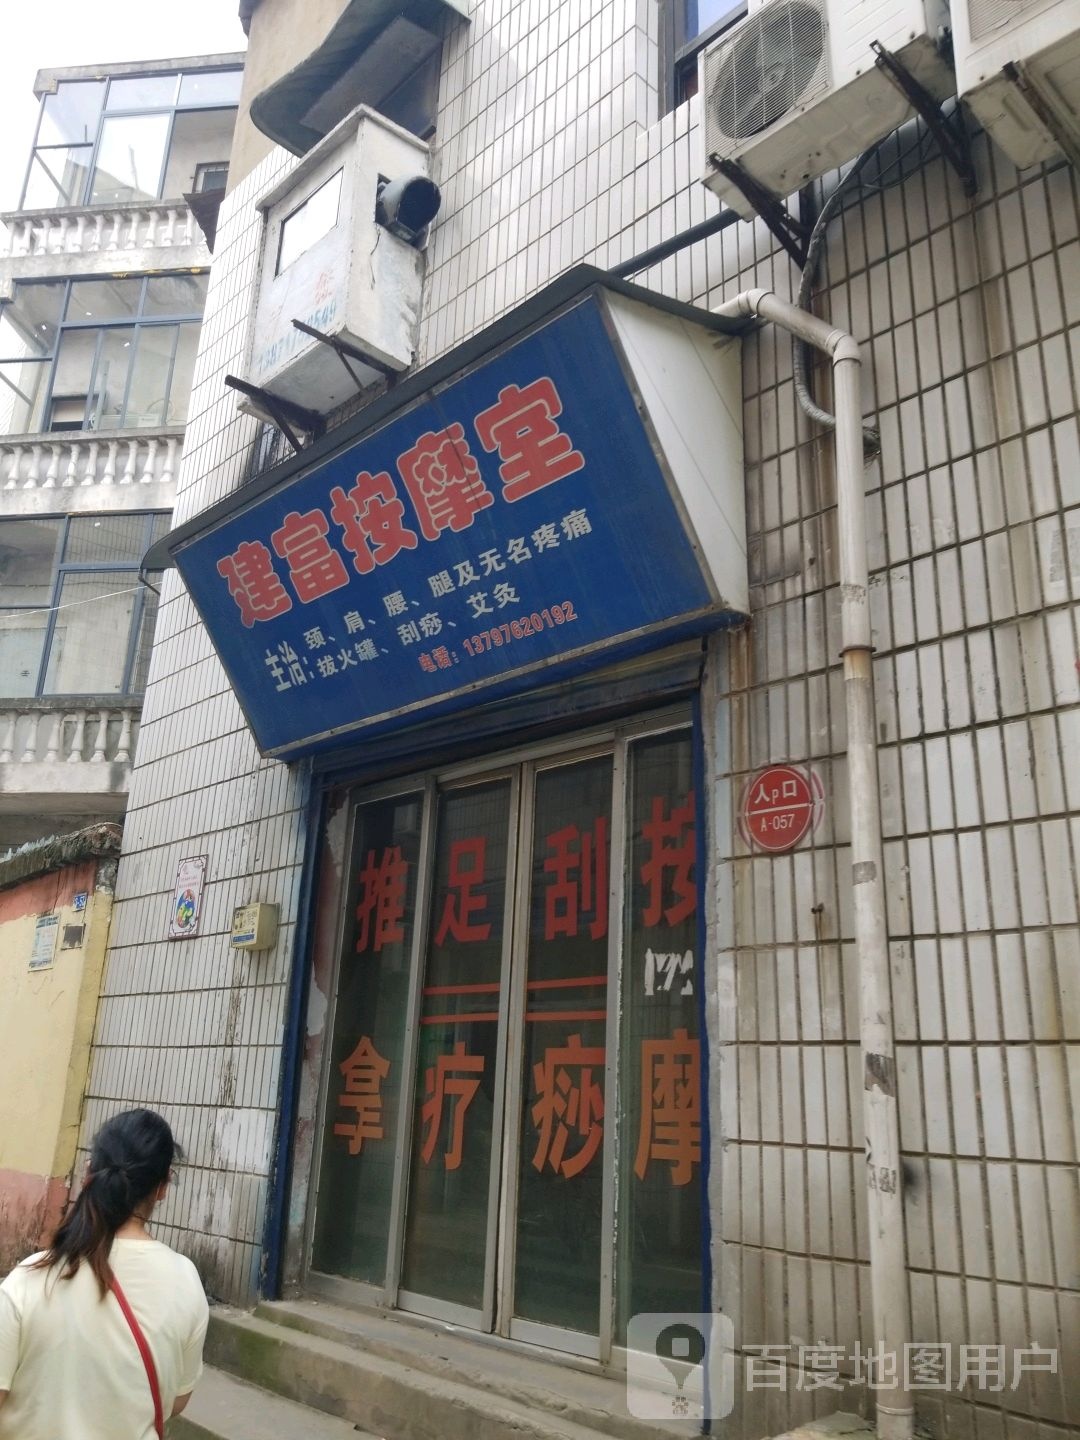 建富按摩室
主治：颈、肩、腰、腿及无名疼痛
拔火罐、刮痧、艾灸
电话：13797620192
人P口
A-057
推 足 刮 按
拿 疗 痧 摩
百度地图用户